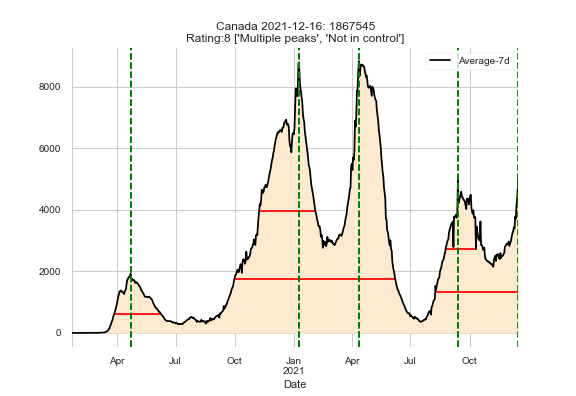 Canada 2021-12-16: 1867545
Rating:8 ['Multiple peaks', 'Not in control']
Average-7d
8000
6000
4000
2000
0
Apr Jul Oct Jan Apr Jul Oct
2021
Date